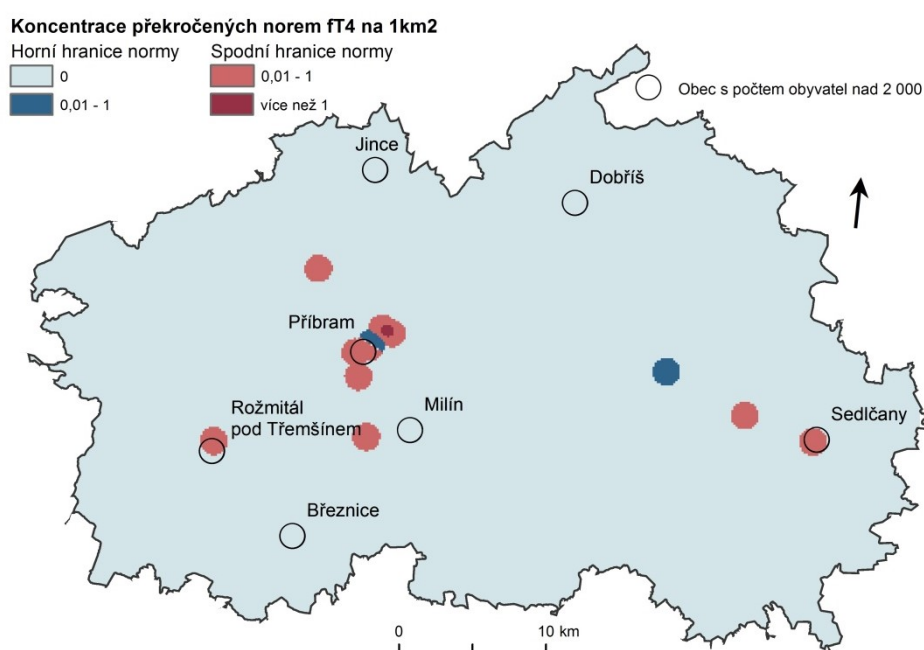 Koncentrace překročených norem fT4 na 1km2
Horní hranice normy
Spodní hranice normy
0
0,01 - 1
0,01 - 1
více než 1
Obec s počtem obyvatel nad 2 000
Jince
Dobříš
Příbram
Milín
Rožmitál
pod Třemšínem
Sedlčany
Březnice
0
10 km